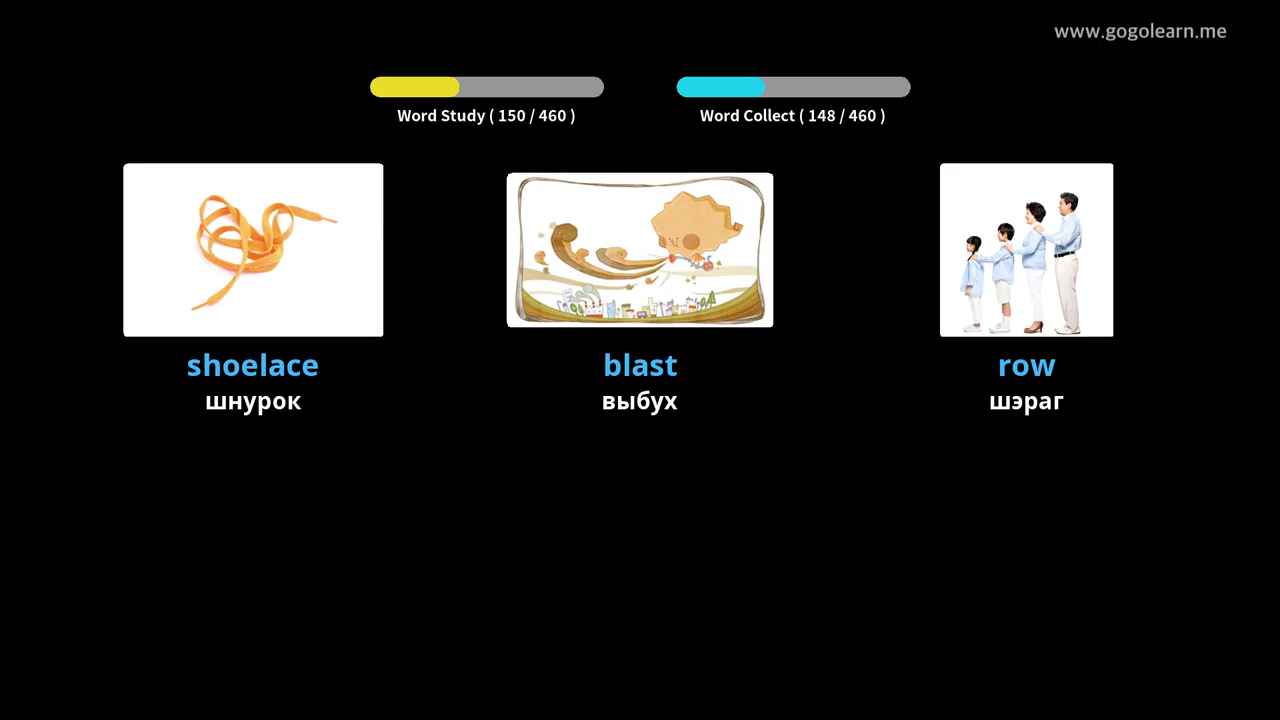 www.gogolearn.me
Word Study ( 150 / 460 )
Word Collect ( 148 / 460 )
shoelace
шнурок
blast
выбух
row
шэраг